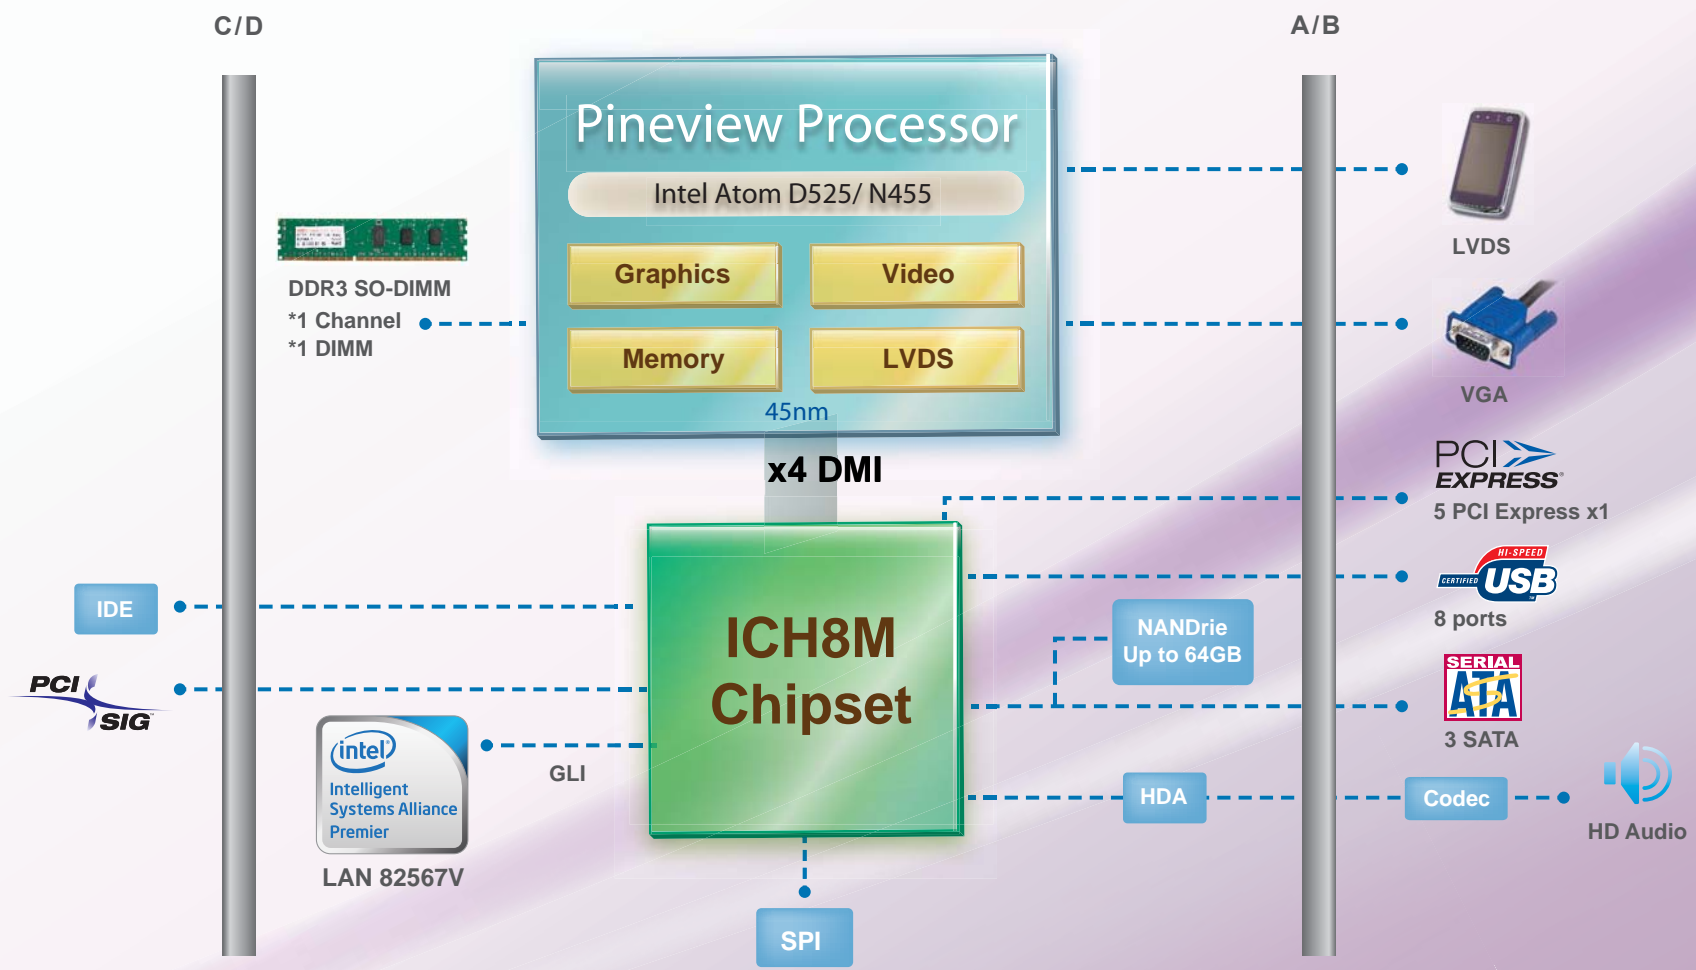 C/D
A/B
Pineview Processor
Intel Atom D525/ N455
Graphics
Video
Memory
LVDS
45nm
DDR3 SO-DIMM
*1 Channel
*1 DIMM
LVDS
VGA
x4 DMI
PCI
EXPRESS
5 PCI Express x1
HI-SPEED
CERTIFIED
USB
8 ports
IDE
ICH8M
Chipset
NANDrie
Up to 64GB
PCI
SIG
SERIAL
ATA
3 SATA
intel
Intelligent
Systems Alliance
Premier
GLI
LAN 82567V
HDA
Codec
HD Audio
SPI